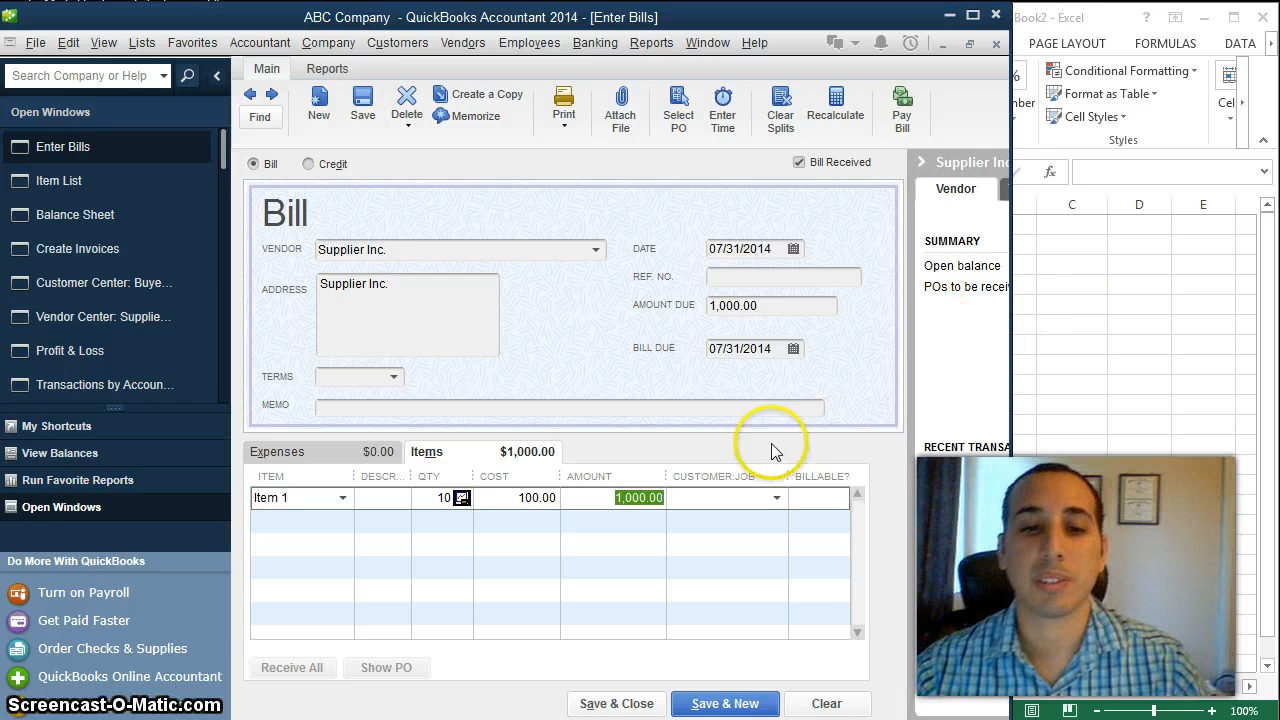 ABC Company - QuickBooks Accountant 2014 - [Enter Bills]
Book2 - Excel
File Edit View Lists Favorites Accountant Company Customers Vendors Employees Banking Reports Window Help
PAGE LAYOUT FORMULAS DATA
Search Company or Help
Main Reports
Find
New
Save
Delete
Create a Copy
Memorize
Print
Attach File
Select PO
Enter Time
Clear Splits
Recalculate
Pay Bill
Conditional Formatting
Format as Table
Cell Styles
Styles
Cel
mber
%
fx
C D E
Open Windows
Enter Bills
Item List
Balance Sheet
Create Invoices
Customer Center: Buye...
Vendor Center: Supplie...
Profit & Loss
Transactions by Accoun...
My Shortcuts
View Balances
Run Favorite Reports
Open Windows
Do More With QuickBooks
Turn on Payroll
Get Paid Faster
Order Checks & Supplies
QuickBooks Online Accountant
Screencast-O-Matic.com
Bill Credit
Bill Received
Bill
VENDOR Supplier Inc.
ADDRESS Supplier Inc.
TERMS
MEMO
DATE 07/31/2014
REF. NO.
AMOUNT DUE 1,000.00
BILL DUE 07/31/2014
Supplier Inc
Vendor
SUMMARY
Open balance
POs to be recei
RECENT TRANSA
Expenses $0.00 Items $1,000.00
ITEM DESCR... QTY COST AMOUNT CUSTOMER:JOB BILLABLE?
Item 1 10 100.00 1,000.00
Receive All Show PO
Save & Close Save & New Clear
100%